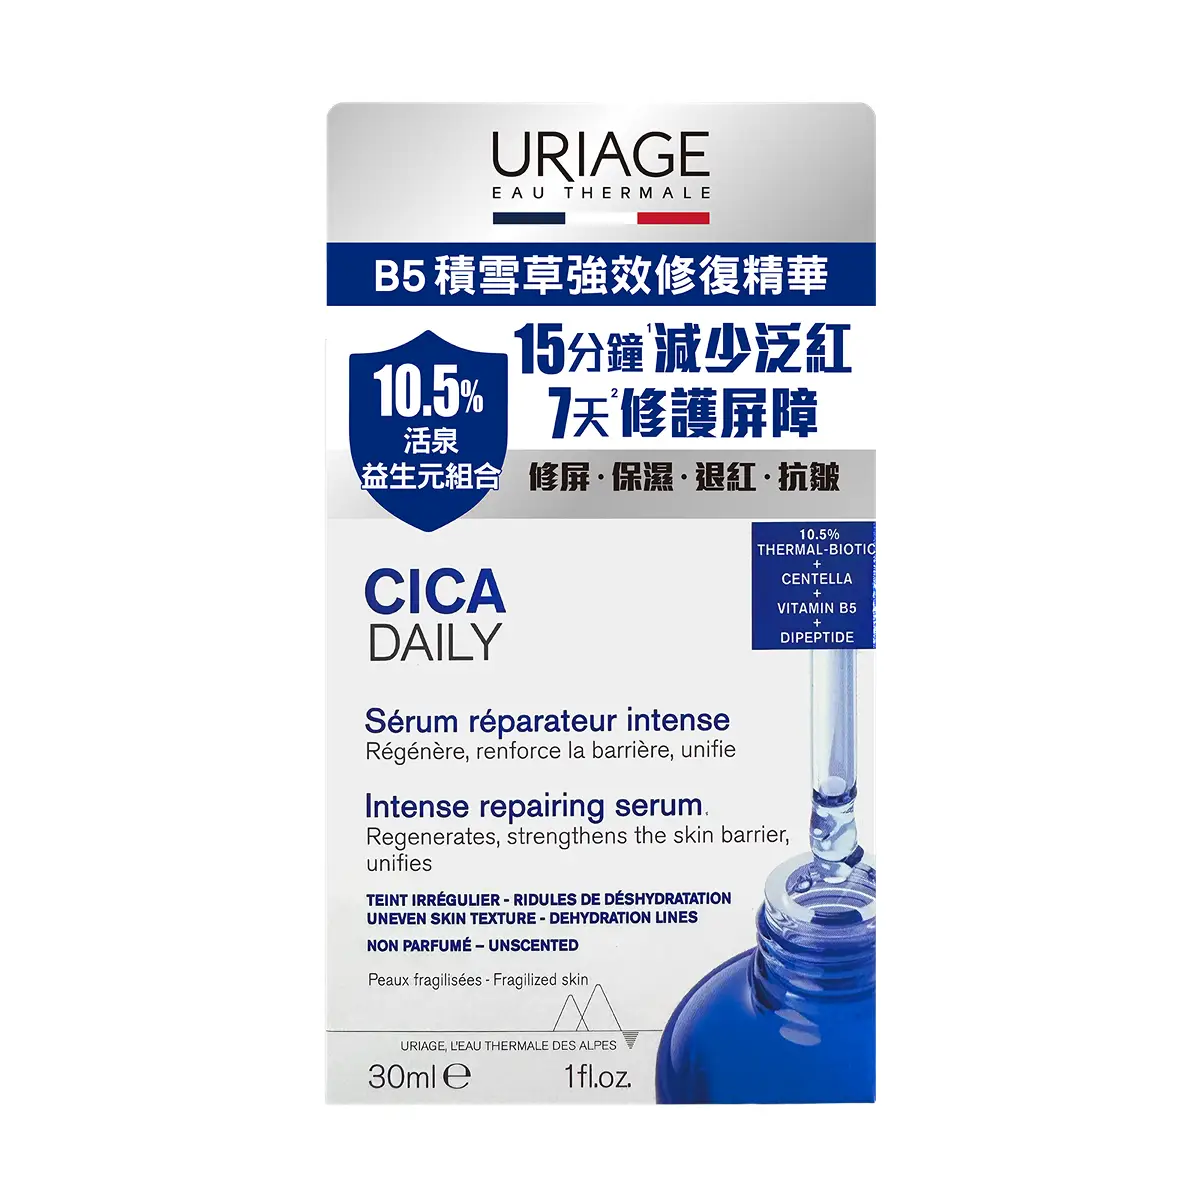 URIAGE
EAU THERMALE
B5 積雪草強效修復精華
10.5%
活泉
益生元組合
15分鐘¹減少泛紅
7天²修護屏障
修屏·保濕·退紅·抗皺
10.5%
THERMAL-BIOTIC
+
CENTELLA
+
VITAMIN B5
+
DIPEPTIDE
CICA
DAILY
Sérum réparateur intense
Régénère, renforce la barrière, unifie
Intense repairing serum.
Regenerates, strengthens the skin barrier,
unifies
TEINT IRRÉGULIER - RIDULES DE DÉSHYDRATATION
UNEVEN SKIN TEXTURE - DEHYDRATION LINES
NON PARFUMÉ – UNSCENTED
Peaux fragilisées - Fragilized skin
URIAGE, L'EAU THERMALE DES ALPES
30ml e
1fl.oz.